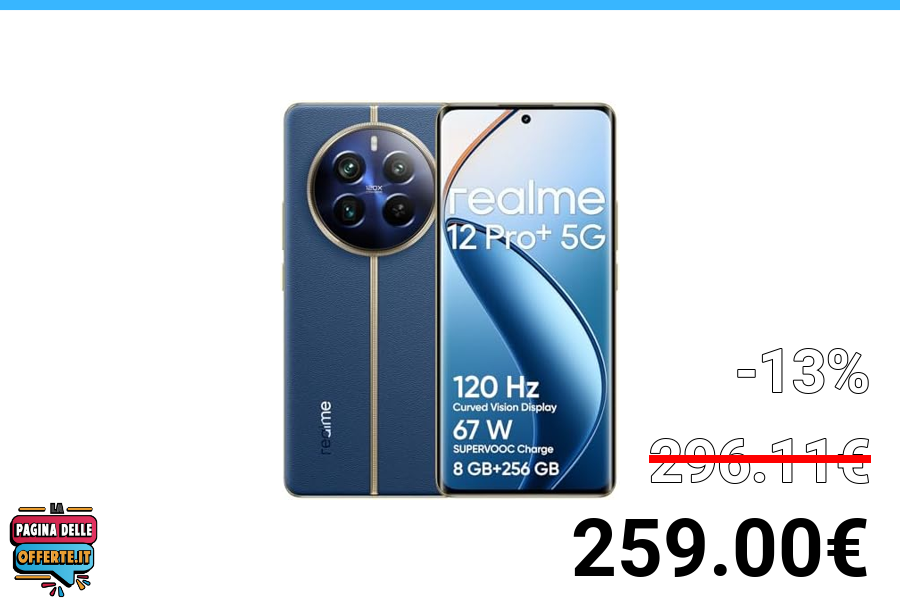 120X
realme
realme
12 Pro+ 5G
120 Hz
Curved Vision Display
67 W
SUPERVOOC Charge
8 GB+256 GB
-13%
296.11€
259.00€
LA
PAGINA DELLE
OFFERTE.IT